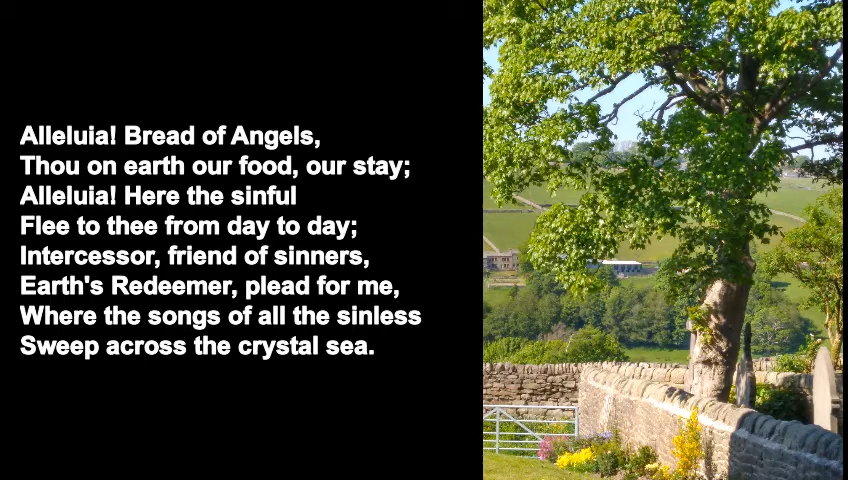 Alleluia! Bread of Angels,
Thou on earth our food, our stay;
Alleluia! Here the sinful
Flee to thee from day to day;
Intercessor, friend of sinners,
Earth's Redeemer, plead for me,
Where the songs of all the sinless
Sweep across the crystal sea.